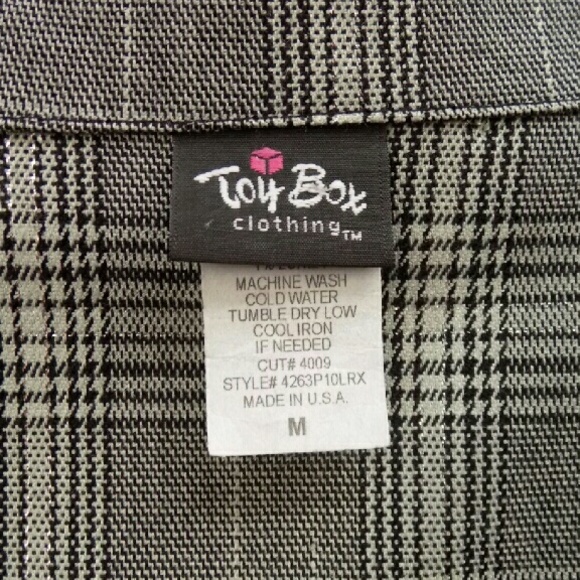 Toy Box
clothing™
MACHINE WASH
COLD WATER
TUMBLE DRY LOW
COOL IRON
IF NEEDED
CUT# 4009
STYLE# 4263P10LRX
MADE IN U.S.A.
M